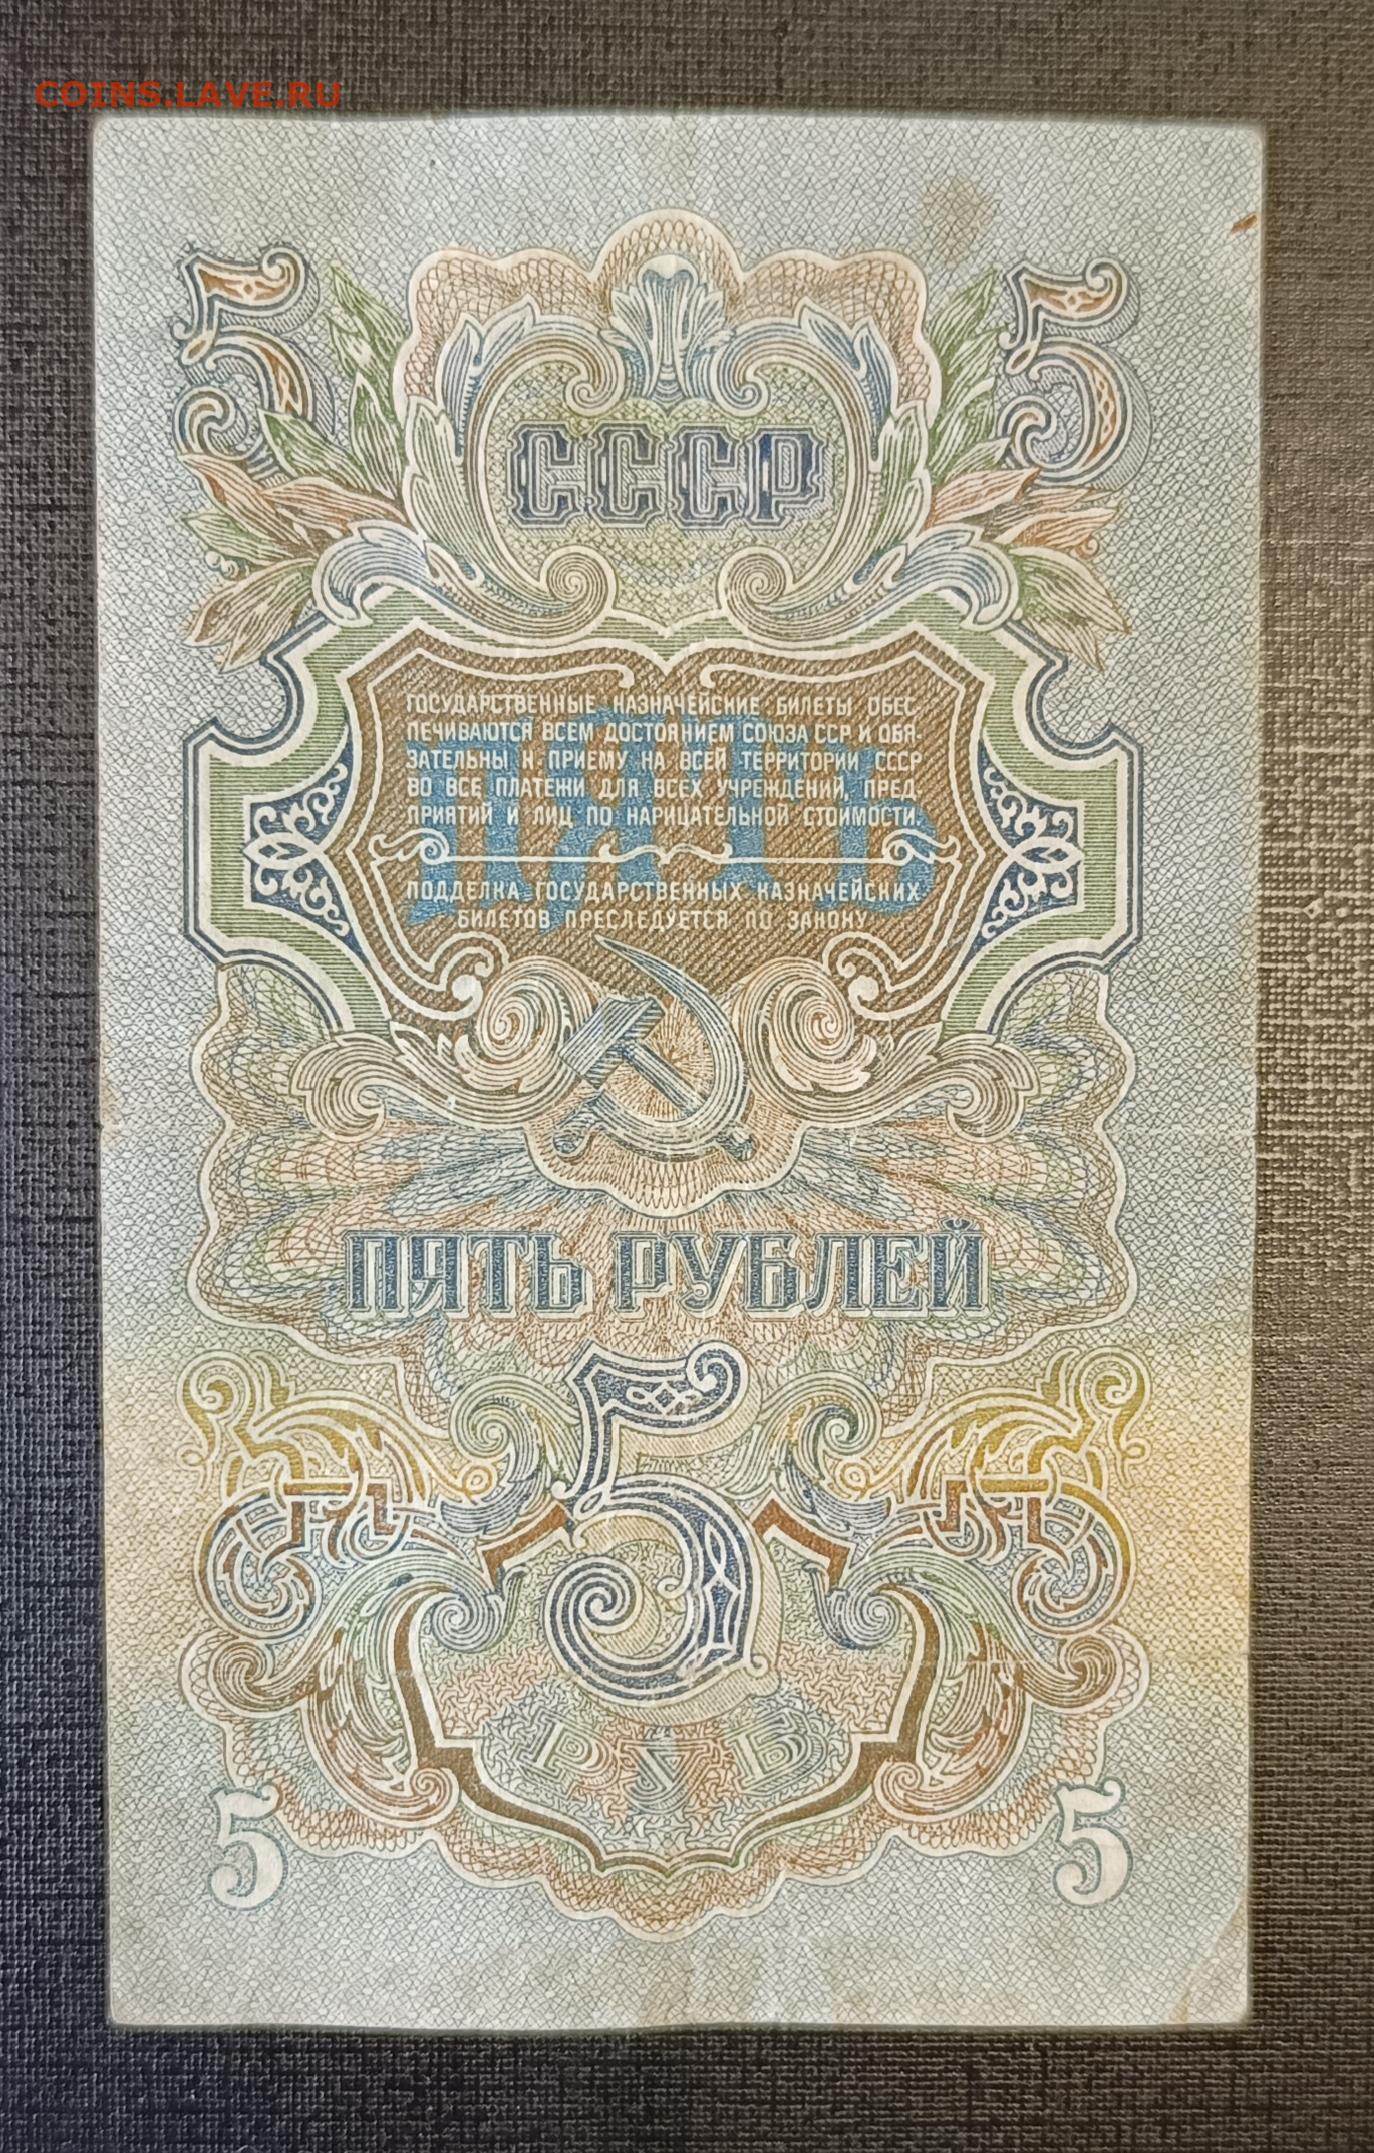 COINS.LAVE.RU
5 5
СССР
ГОСУДАРСТВЕННЫЕ КАЗНАЧЕЙСКИЕ БИЛЕТЫ ОБЕС
ПЕЧИВАЮТСЯ ВСЕМ ДОСТОЯНИЕМ СОЮЗА ССР И ОБЯ-
ЗАТЕЛЬНЫ К ПРИЕМУ НА ВСЕЙ ТЕРРИТОРИИ СССР
ВО ВСЕ ПЛАТЕЖИ ДЛЯ ВСЕХ УЧРЕЖДЕНИЙ, ПРЕД-
ПРИЯТИЙ И ЛИЦ ПО НАРИЦАТЕЛЬНОЙ СТОИМОСТИ.
ПЯТЬ
ПОДДЕЛКА ГОСУДАРСТВЕННЫХ КАЗНАЧЕЙСКИХ
БИЛЕТОВ ПРЕСЛЕДУЕТСЯ ПО ЗАКОНУ
ПЯТЬ РУБЛЕЙ
5
РУБ
5 5